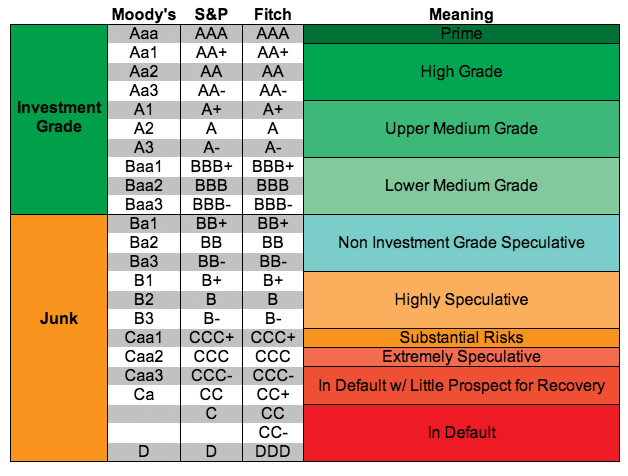 Moody's S&P Fitch Meaning
Aaa AAA AAA Prime
Aa1 AA+ AA+
Aa2 AA AA High Grade
Aa3 AA- AA-
Investment Grade
A1 A+ A+
A2 A A Upper Medium Grade
A3 A- A-
Baa1 BBB+ BBB+
Baa2 BBB BBB Lower Medium Grade
Baa3 BBB- BBB-
Ba1 BB+ BB+
Ba2 BB BB Non Investment Grade Speculative
Ba3 BB- BB-
B1 B+ B+
B2 B B Highly Speculative
Junk B3 B- B-
Caa1 CCC+ CCC+ Substantial Risks
Caa2 CCC CCC Extremely Speculative
Caa3 CCC- CCC-
In Default w/ Little Prospect for Recovery
Ca CC CC+
C CC
CC- In Default
D D DDD